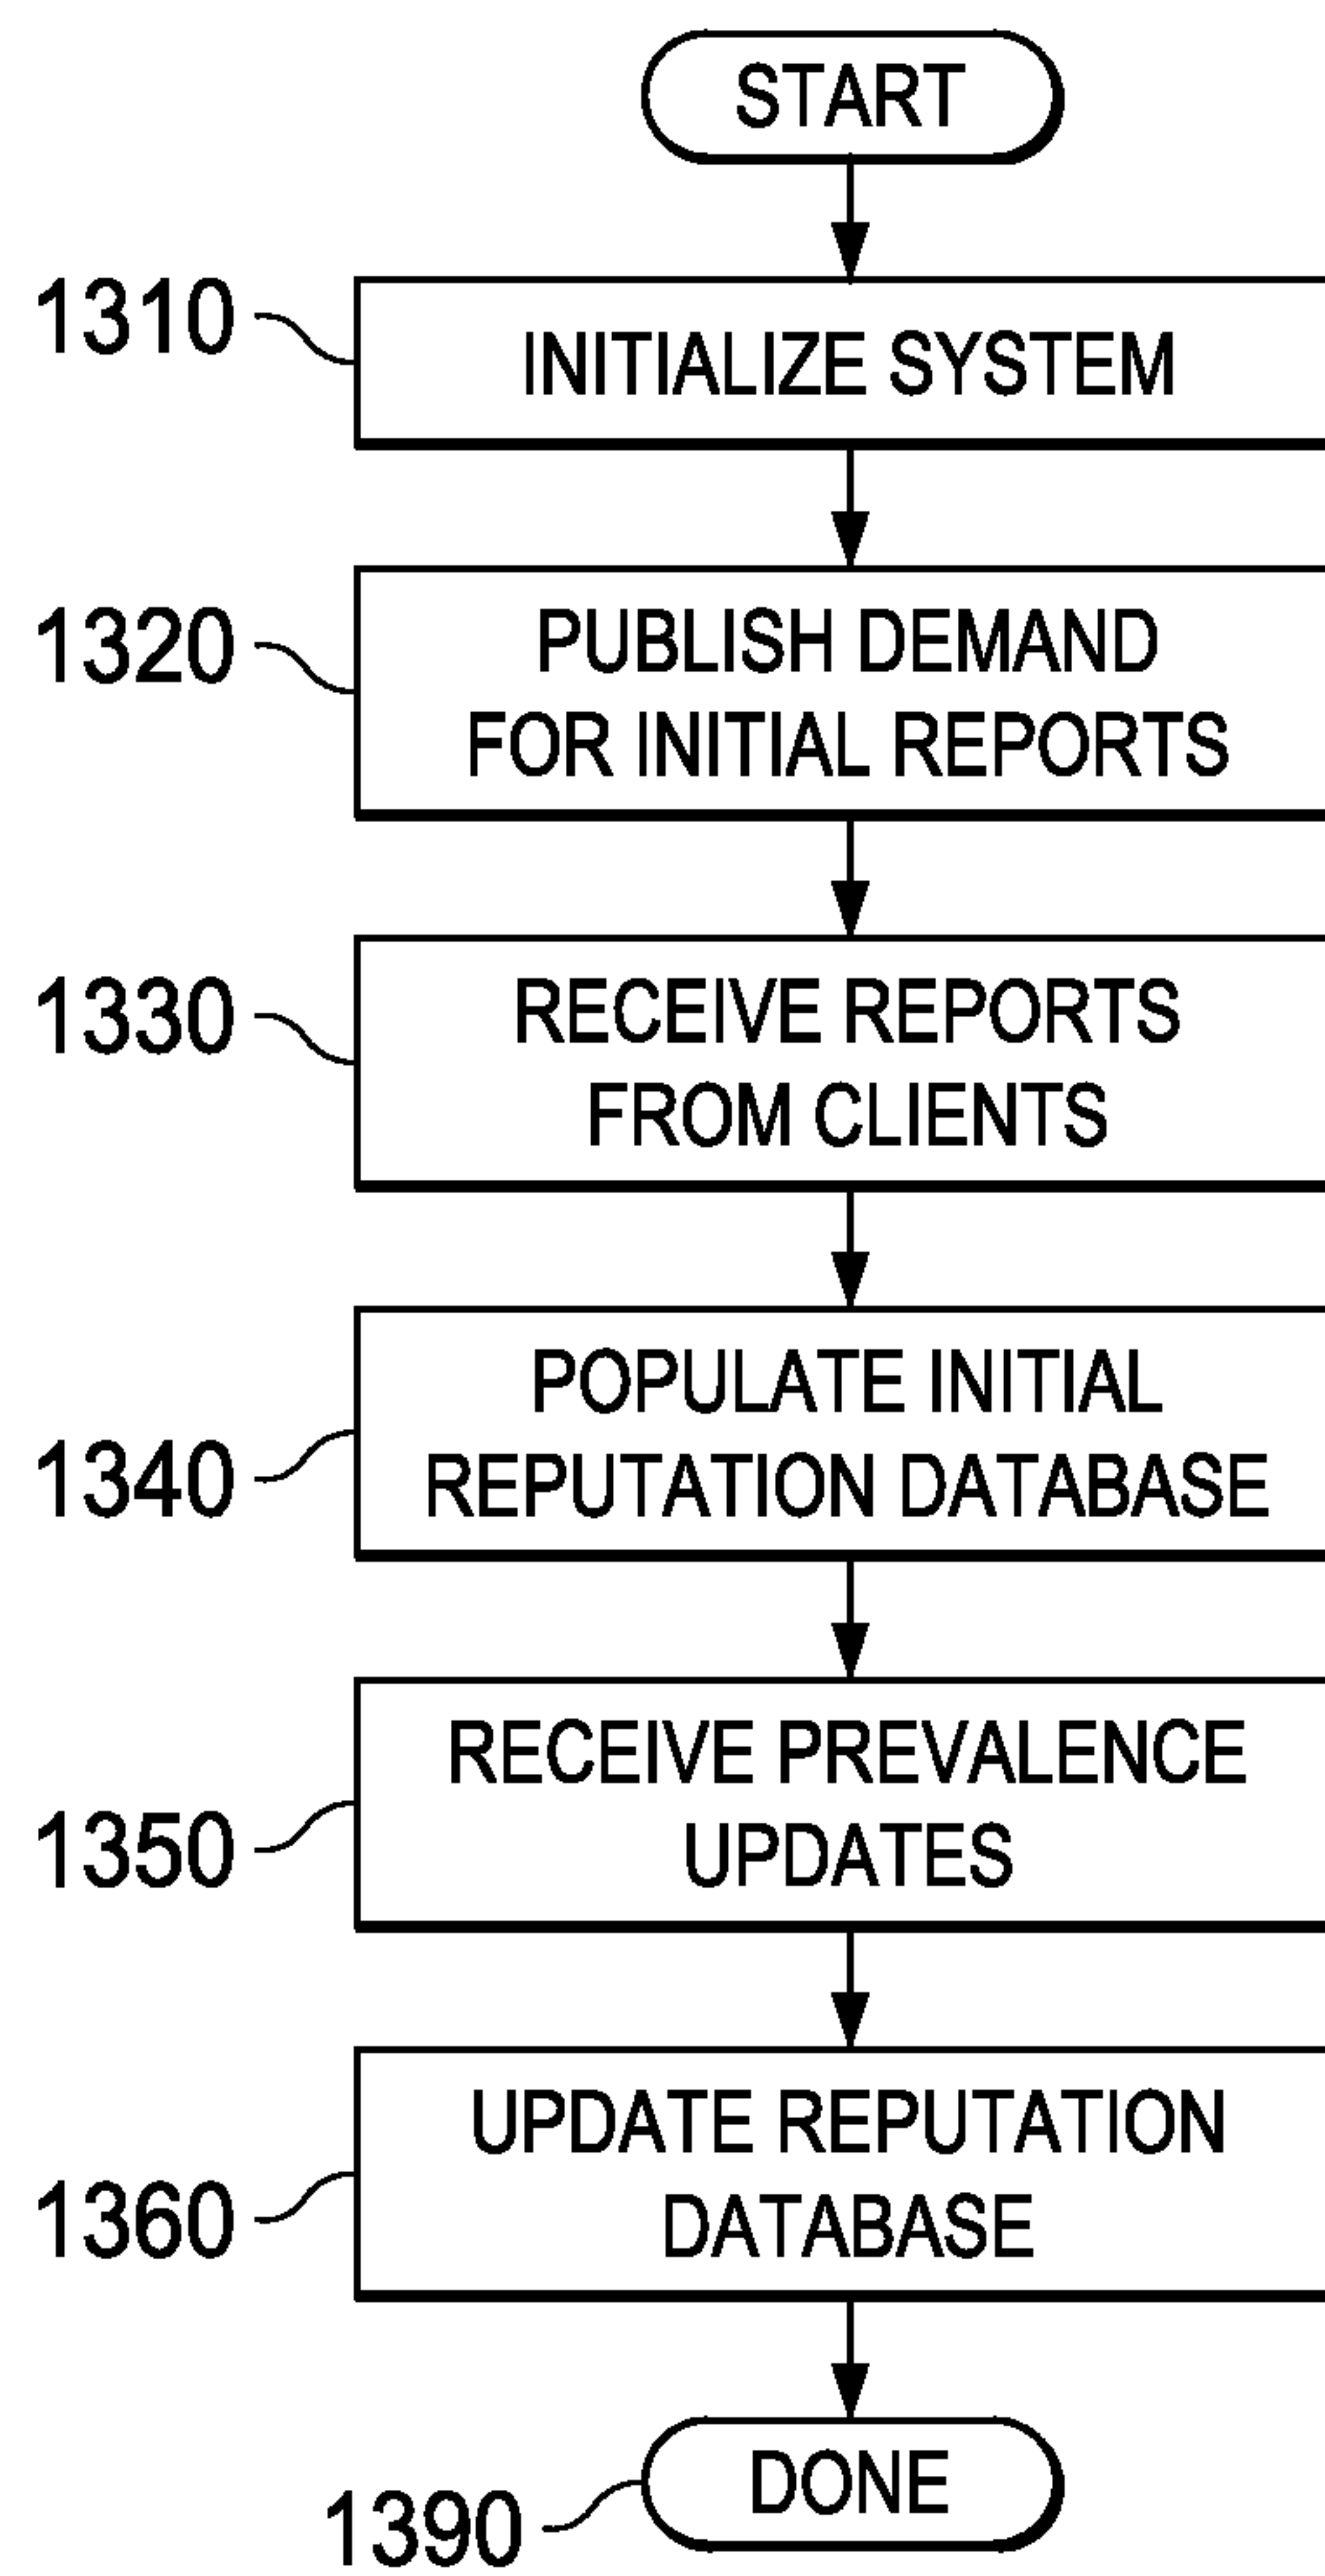 START
1310
INITIALIZE SYSTEM
1320
PUBLISH DEMAND
FOR INITIAL REPORTS
1330
RECEIVE REPORTS
FROM CLIENTS
1340
POPULATE INITIAL
REPUTATION DATABASE
1350
RECEIVE PREVALENCE
UPDATES
1360
UPDATE REPUTATION
DATABASE
1390
DONE